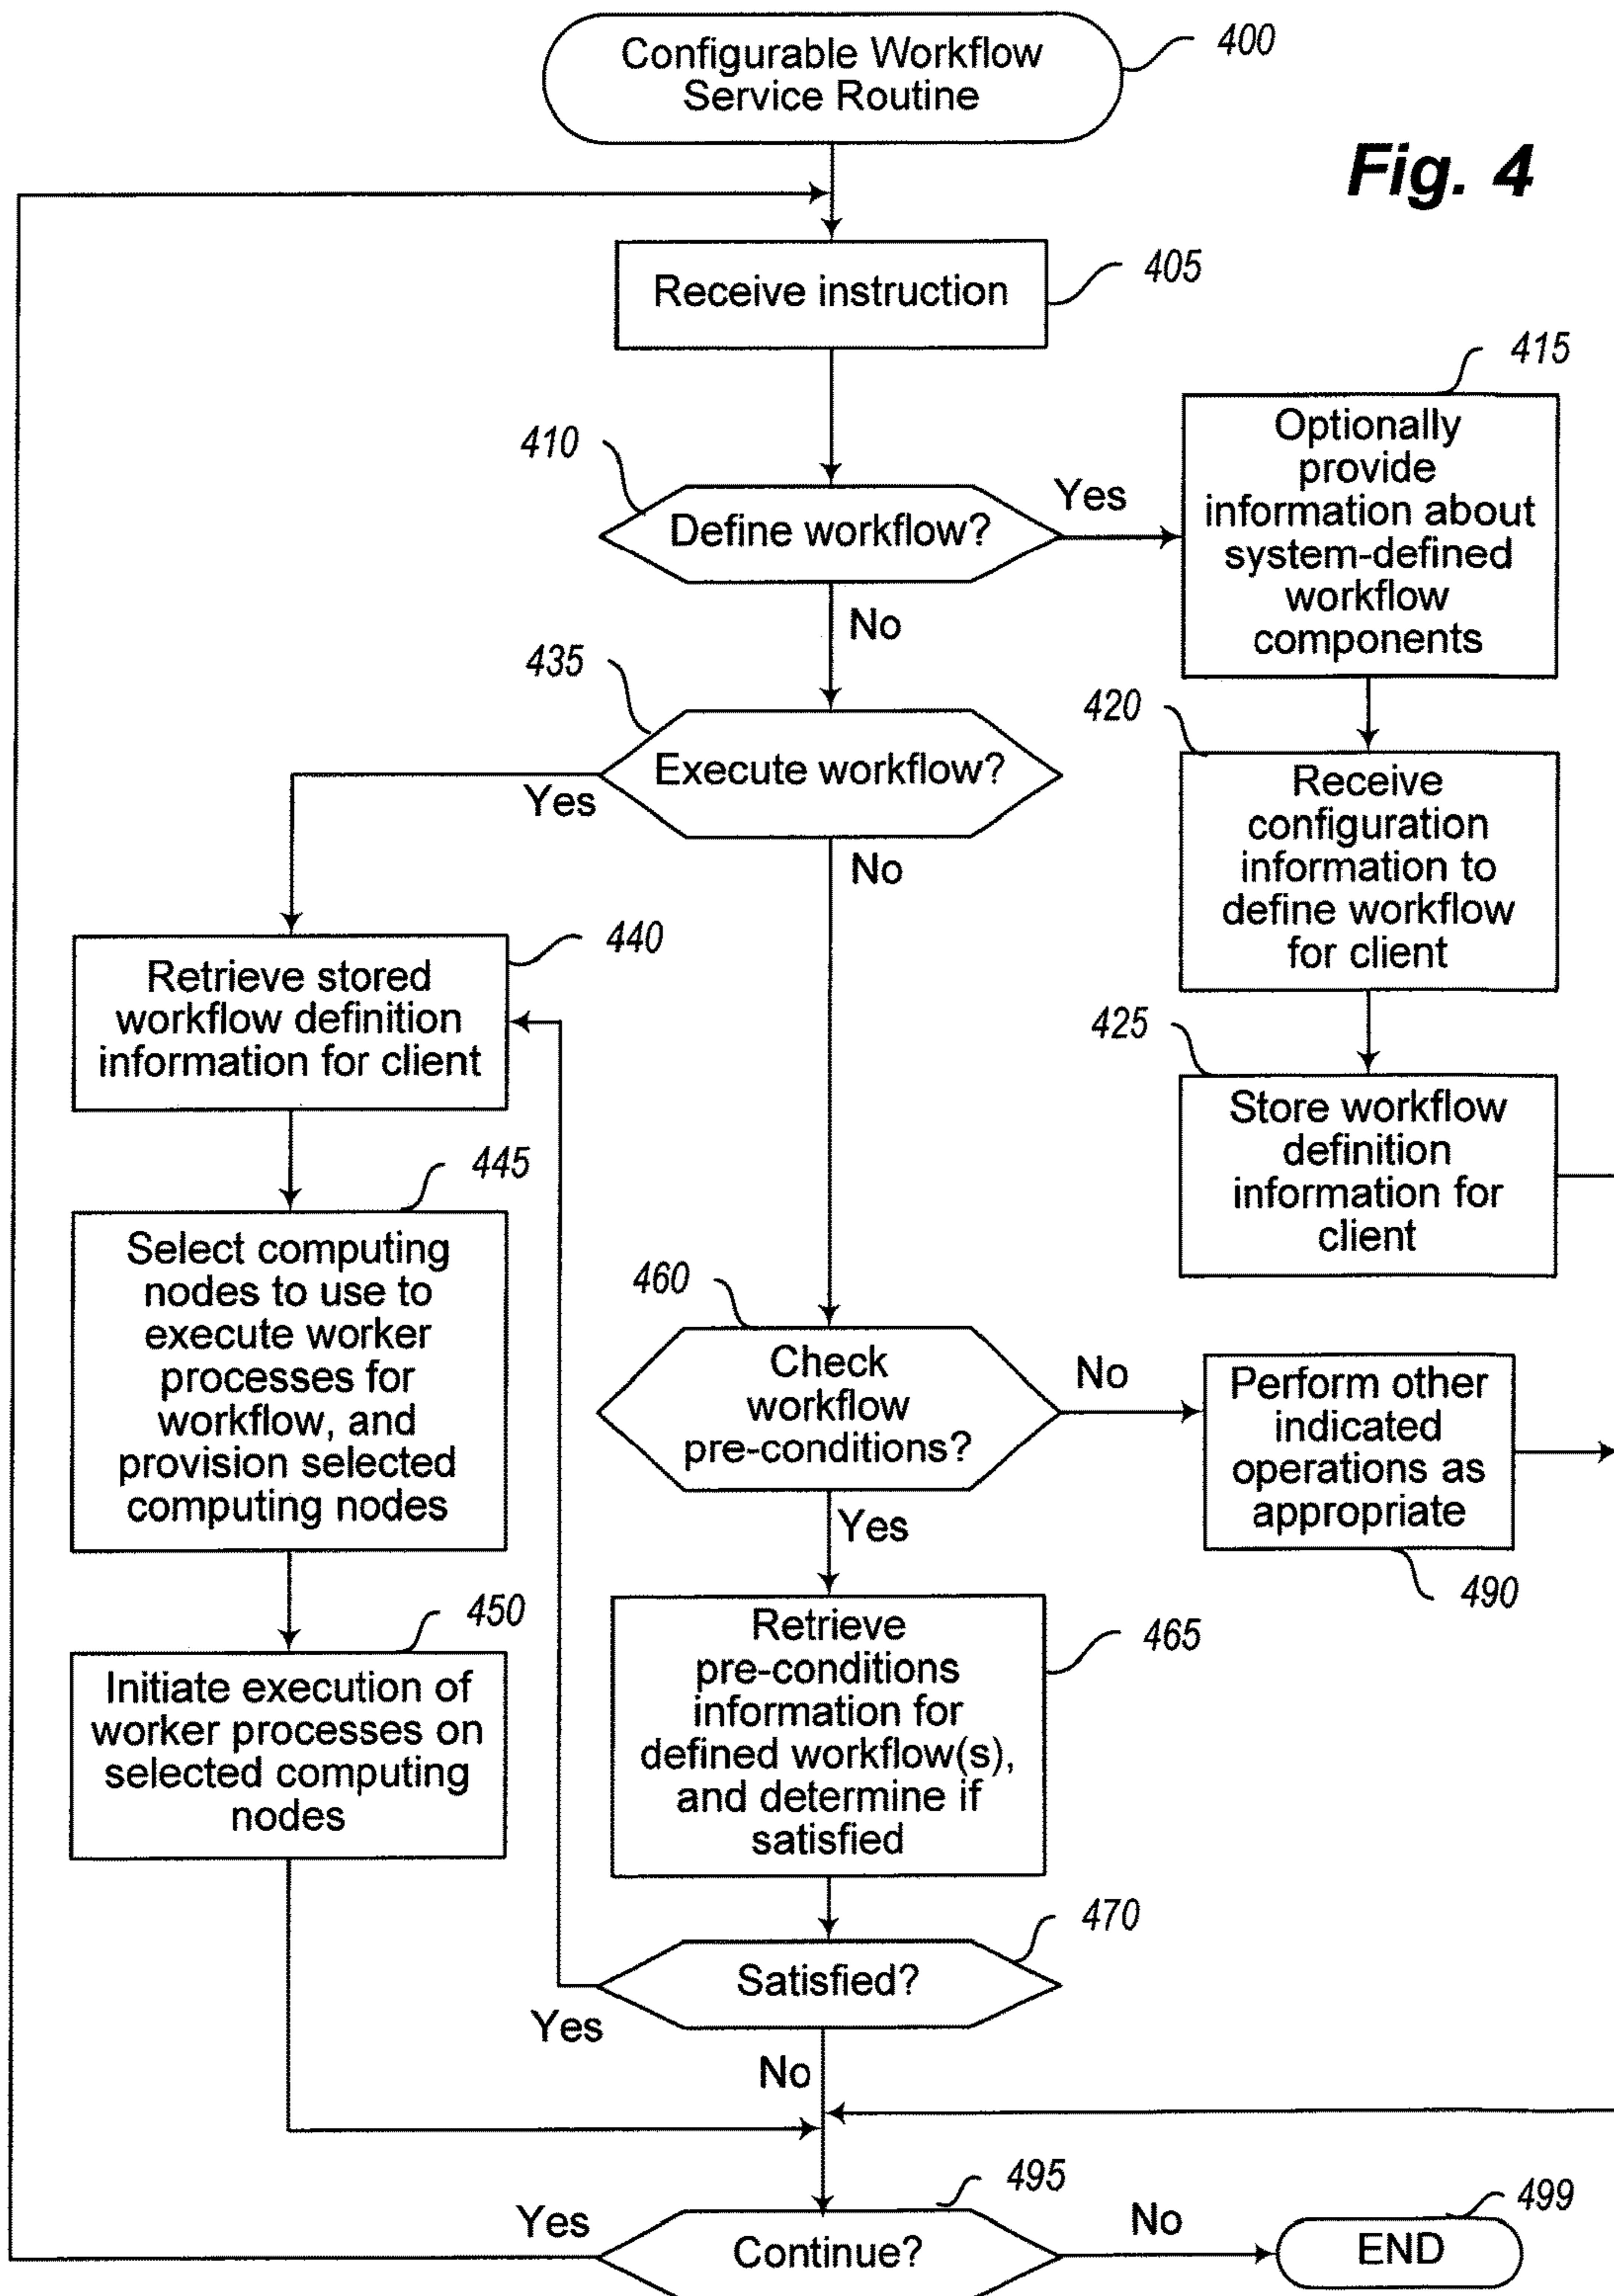 Configurable Workflow
Service Routine
400
Fig. 4
Receive instruction
405
410
Define workflow?
Yes
No
415
Optionally
provide
information about
system-defined
workflow
components
435
Execute workflow?
Yes
No
420
Receive
configuration
information to
define workflow
for client
440
Retrieve stored
workflow definition
information for client
425
Store workflow
definition
information for
client
445
Select computing
nodes to use to
execute worker
processes for
workflow, and
provision selected
computing nodes
460
Check
workflow
pre-conditions?
No
Yes
Perform other
indicated
operations as
appropriate
490
450
Initiate execution of
worker processes on
selected computing
nodes
465
Retrieve
pre-conditions
information for
defined workflow(s),
and determine if
satisfied
470
Satisfied?
Yes
No
495
Continue?
Yes
No
499
END